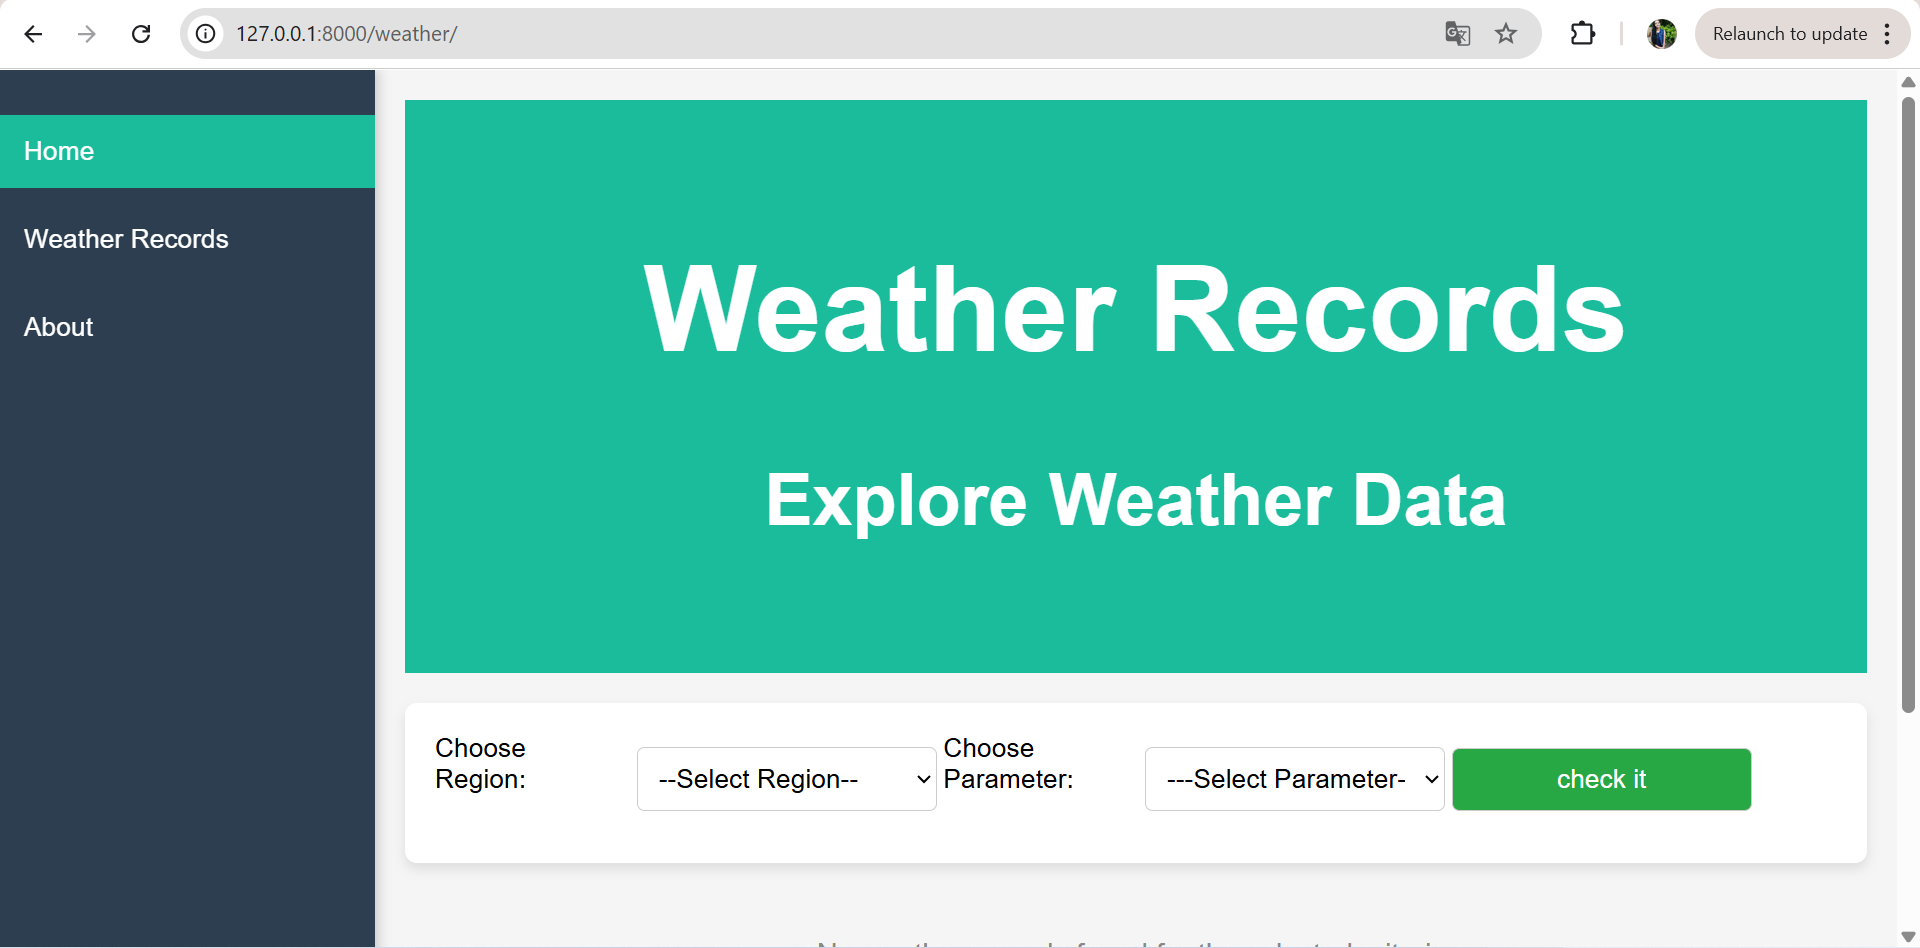 127.0.0.1:8000/weather/
Relaunch to update
Home
Weather Records
About
Weather Records
Explore Weather Data
Choose Region:
--Select Region--
Choose Parameter:
---Select Parameter-
check it